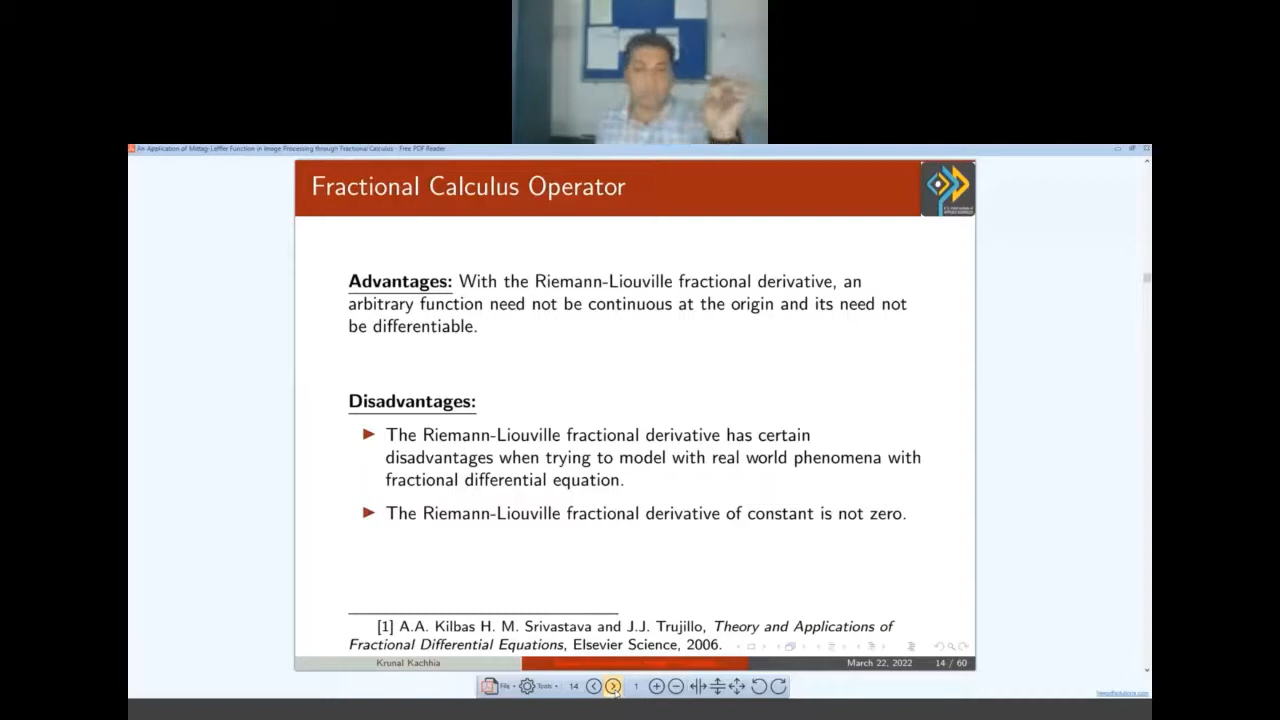 An Application of Mittag-Leffler Function in Image Processing through Fractional Calculus - Free PDF Reader
Fractional Calculus Operator
Advantages: With the Riemann-Liouville fractional derivative, an
arbitrary function need not be continuous at the origin and its need not
be differentiable.
Disadvantages:
The Riemann-Liouville fractional derivative has certain
disadvantages when trying to model with real world phenomena with
fractional differential equation.
The Riemann-Liouville fractional derivative of constant is not zero.
[1] A.A. Kilbas H. M. Srivastava and J.J. Trujillo, Theory and Applications of
Fractional Differential Equations, Elsevier Science, 2006.
Krunal Kachhia
March 22, 2022 14 / 60
File Tools 14 1